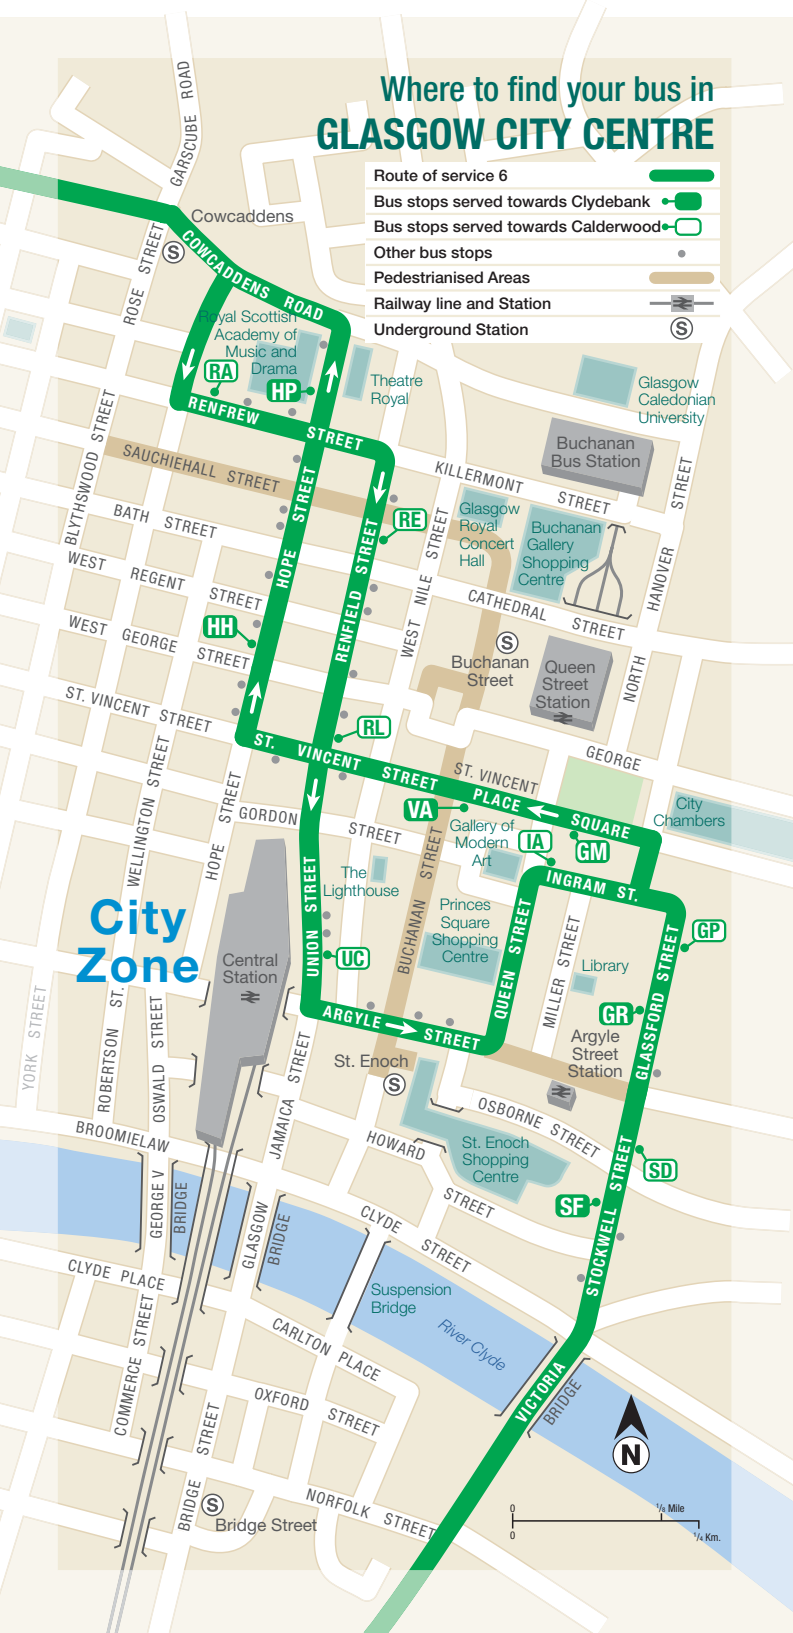 Where to find your bus in
GLASGOW CITY CENTRE
Route of service 6
Bus stops served towards Clydebank
Bus stops served towards Calderwood
Other bus stops
Pedestrianised Areas
Railway line and Station
Underground Station
S
GARSCUBE ROAD
Cowcaddens
S
ROSE STREET
COWCADDENS ROAD
Royal Scottish
Academy of
Music and
Drama
RA
HP
Theatre
Royal
Glasgow
Caledonian
University
RENFREW STREET
Buchanan
Bus Station
BLYTHSWOOD STREET
SAUCHIEHALL STREET
KILLERMONT STREET
BATH STREET
HOPE STREET
RENFIELD STREET
RE
WEST NILE STREET
Glasgow
Royal
Concert
Hall
Buchanan
Gallery
Shopping
Centre
NORTH HANOVER STREET
WEST REGENT STREET
CATHEDRAL STREET
HH
WEST GEORGE STREET
S
Buchanan
Street
Queen
Street
Station
ST. VINCENT STREET
RL
ST. VINCENT STREET
ST. VINCENT PLACE
GEORGE SQUARE
WELLINGTON STREET
HOPE STREET
GORDON STREET
VA
Gallery of
Modern
Art
IA
GM
City
Chambers
INGRAM ST.
The
Lighthouse
UNION STREET
BUCHANAN STREET
Princes
Square
Shopping
Centre
QUEEN STREET
MILLER STREET
GP
City
Zone
Central
Station
UC
Library
GLASSFORD STREET
GR
YORK STREET
ROBERTSON ST.
OSWALD STREET
ARGYLE STREET
Argyle
Street
Station
St. Enoch
S
JAMAICA STREET
OSBORNE STREET
BROOMIELAW
HOWARD STREET
St. Enoch
Shopping
Centre
SD
SF
STOCKWELL STREET
GEORGE V BRIDGE
GLASGOW BRIDGE
CLYDE STREET
CLYDE PLACE
Suspension
Bridge
River Clyde
CARLTON PLACE
COMMERCE STREET
OXFORD STREET
VICTORIA BRIDGE
BRIDGE STREET
N
S
Bridge Street
NORFOLK STREET
0 1/8 Mile
0 1/4 Km.